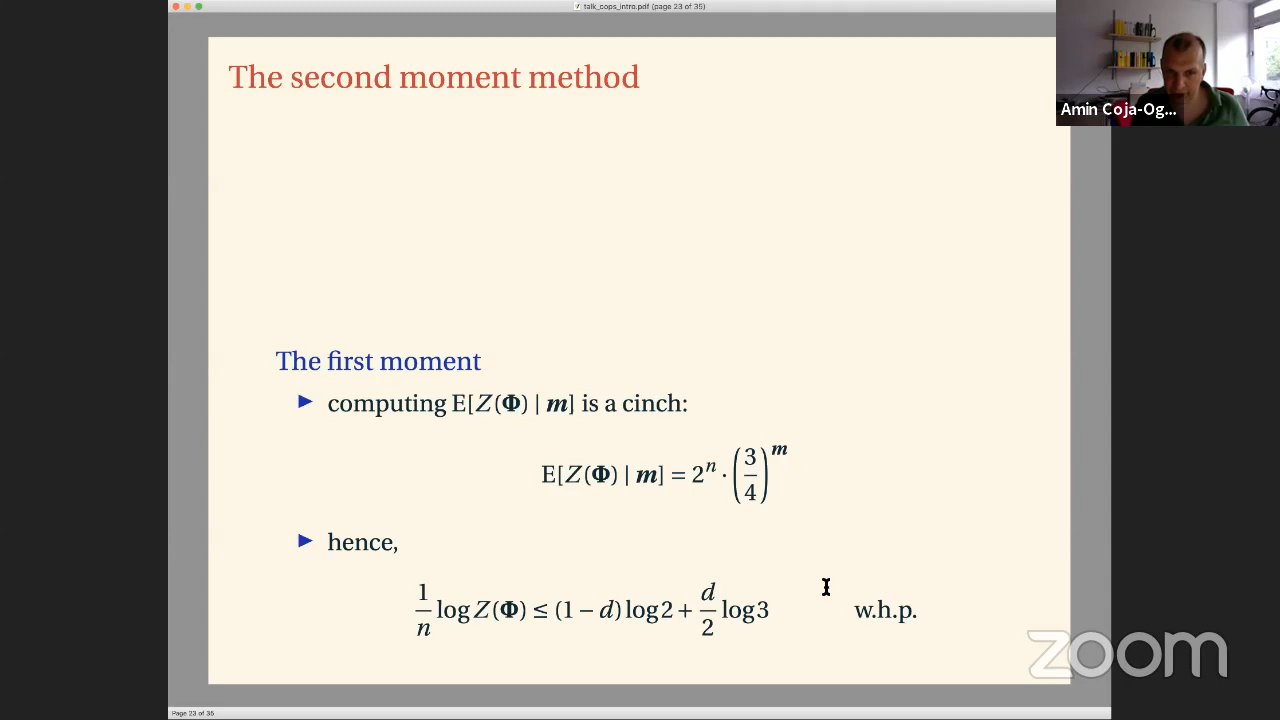 talk_cops_intro.pdf (page 23 of 35)
The second moment method
Amin Coja-Og...
The first moment
▶ computing E[Z(Φ) | m] is a cinch:
E[Z(Φ) | m] = 2^n · (3/4)^m
▶ hence,
1/n log Z(Φ) ≤ (1 − d) log 2 + d/2 log 3 w.h.p.
zoom
Page 23 of 35